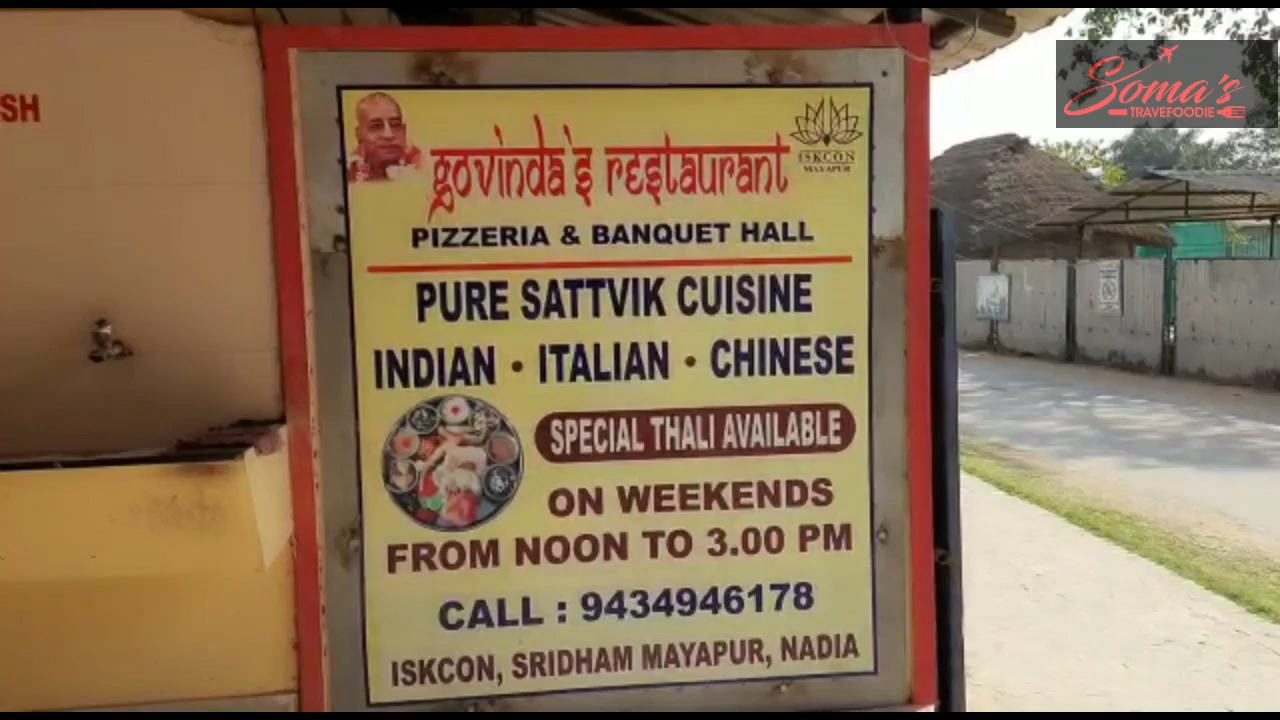 SH
Soma's
TRAVEFOODIE
govinda's restaurant
ISKCON
MAYAPUR
PIZZERIA & BANQUET HALL
PURE SATTVIK CUISINE
INDIAN • ITALIAN • CHINESE
SPECIAL THALI AVAILABLE
ON WEEKENDS
FROM NOON TO 3.00 PM
CALL : 9434946178
ISKCON, SRIDHAM MAYAPUR, NADIA